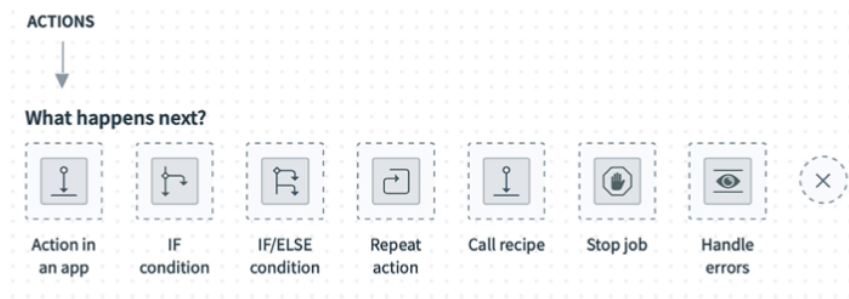 ACTIONS
What happens next?
Action in
an app
IF
condition
IF/ELSE
condition
Repeat
action
Call recipe
Stop job
Handle
errors